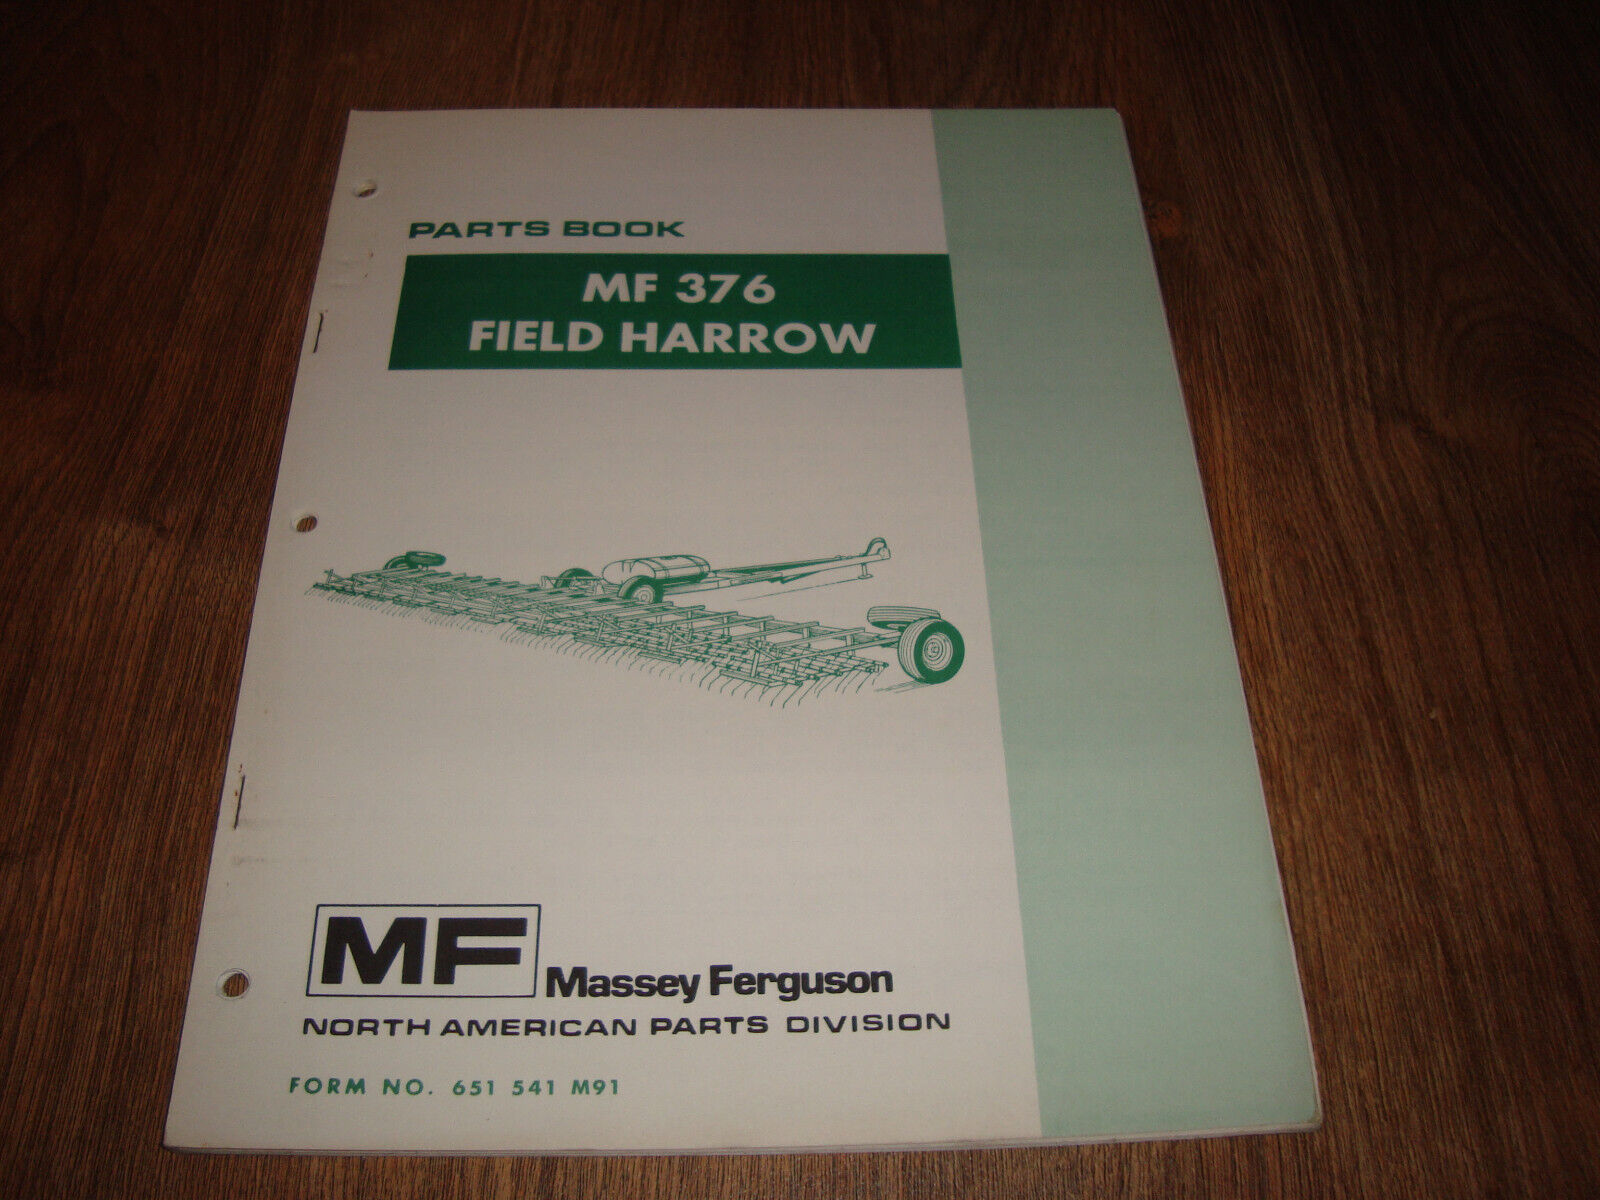 PARTS BOOK
MF 376
FIELD HARROW
MF
Massey Ferguson
NORTH AMERICAN PARTS DIVISION
FORM NO. 651 541 M91